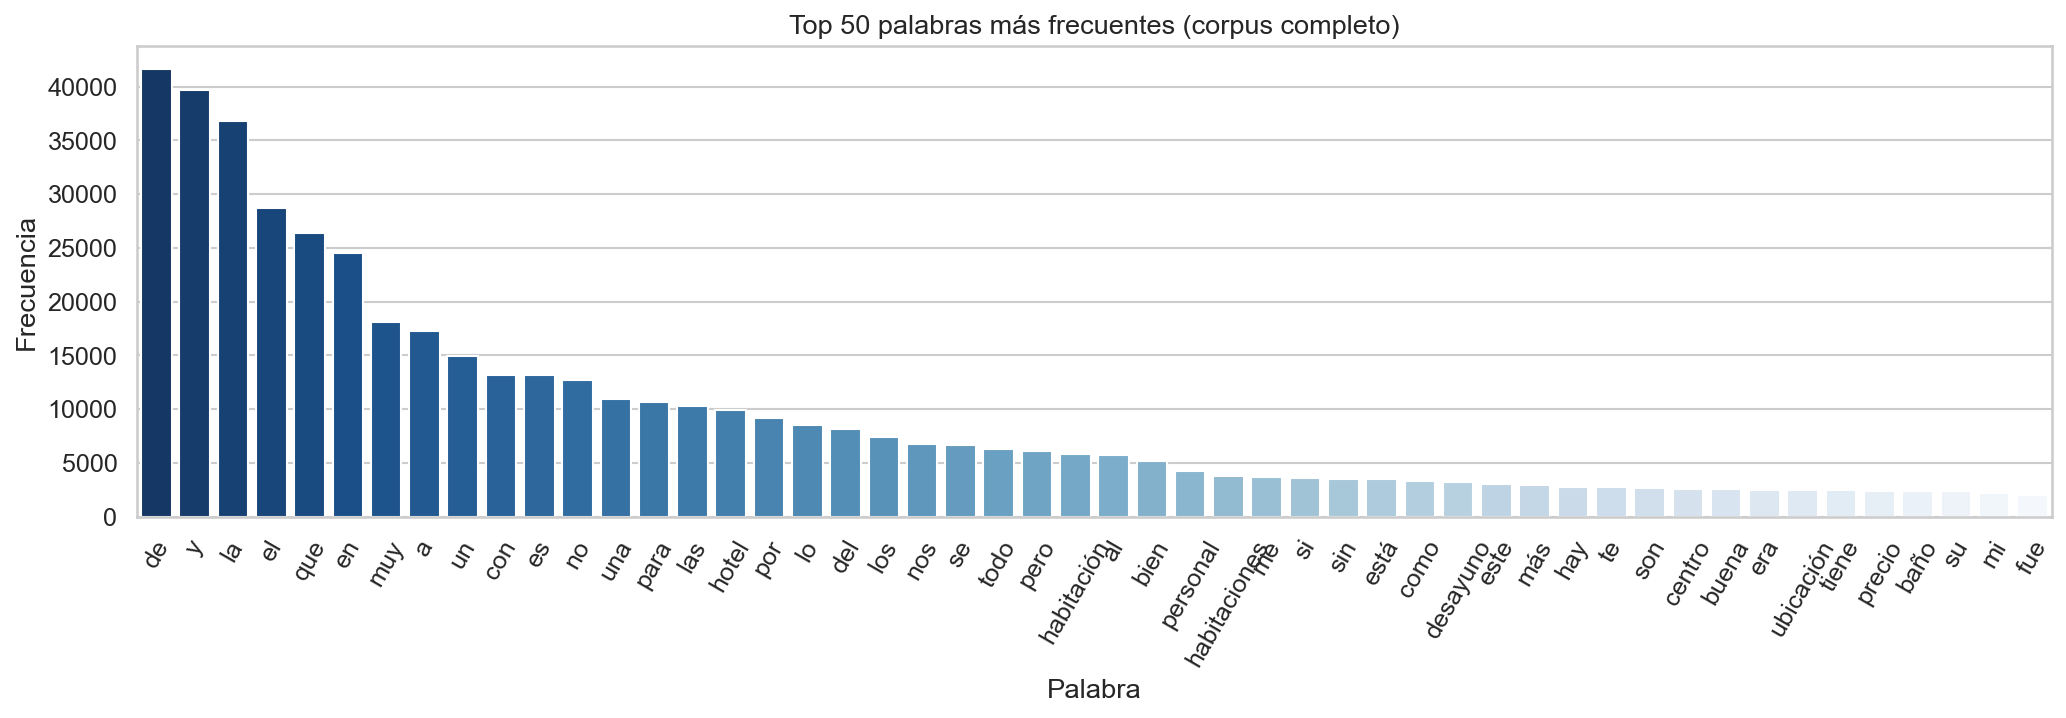 Top 50 palabras más frecuentes (corpus completo)
Frecuencia
40000
35000
30000
25000
20000
15000
10000
5000
0
de
y
la
el
que
en
muy
a
un
con
es
no
una
para
las
hotel
por
lo
del
los
nos
se
todo
pero
habitación
al
bien
personal
habitaciones
me
si
sin
está
como
desayuno
este
más
hay
te
son
centro
buena
era
ubicación
tiene
precio
baño
su
mi
fue
Palabra